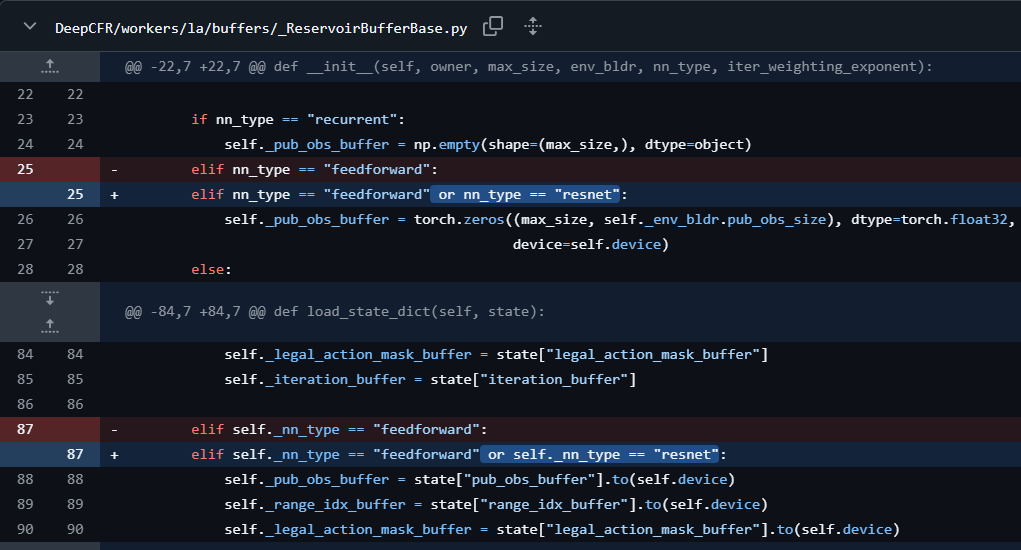 DeepCFR/workers/la/buffers/_ReservoirBufferBase.py
@@ -22,7 +22,7 @@ def __init__(self, owner, max_size, env_bldr, nn_type, iter_weighting_exponent):
22 22
23 23 if nn_type == "recurrent":
24 24 self._pub_obs_buffer = np.empty(shape=(max_size,), dtype=object)
25 - elif nn_type == "feedforward":
25 + elif nn_type == "feedforward" or nn_type == "resnet":
26 26 self._pub_obs_buffer = torch.zeros((max_size, self._env_bldr.pub_obs_size), dtype=torch.float32,
27 27 device=self.device)
28 28 else:
@@ -84,7 +84,7 @@ def load_state_dict(self, state):
84 84 self._legal_action_mask_buffer = state["legal_action_mask_buffer"]
85 85 self._iteration_buffer = state["iteration_buffer"]
86 86
87 - elif self._nn_type == "feedforward":
87 + elif self._nn_type == "feedforward" or self._nn_type == "resnet":
88 88 self._pub_obs_buffer = state["pub_obs_buffer"].to(self.device)
89 89 self._range_idx_buffer = state["range_idx_buffer"].to(self.device)
90 90 self._legal_action_mask_buffer = state["legal_action_mask_buffer"].to(self.device)